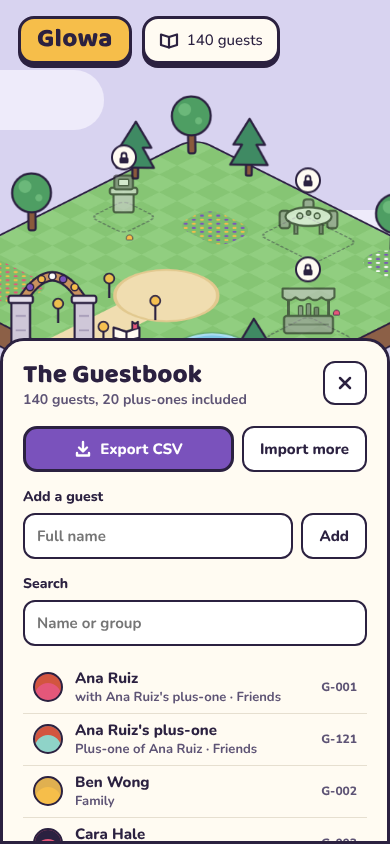 Glowa
140 guests
The Guestbook
140 guests, 20 plus-ones included
Export CSV
Import more
Add a guest
Full name
Add
Search
Name or group
Ana Ruiz
with Ana Ruiz's plus-one · Friends
G-001
Ana Ruiz's plus-one
Plus-one of Ana Ruiz · Friends
G-121
Ben Wong
Family
G-002
Cara Hale